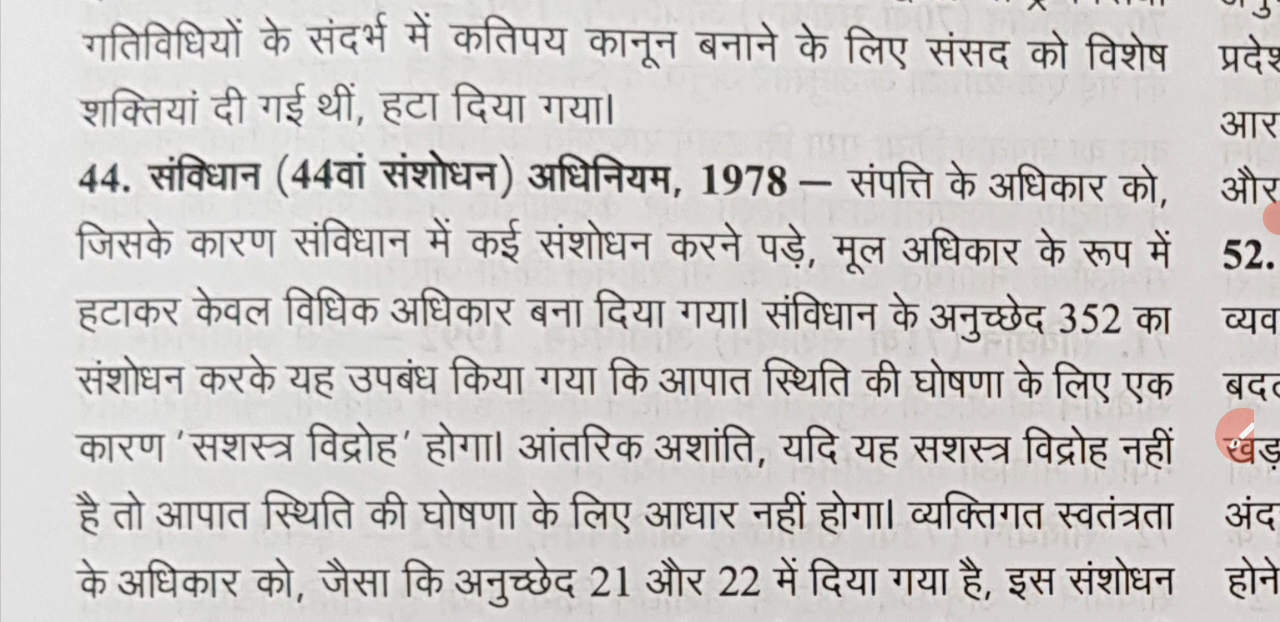 गतिविधियों के संदर्भ में कतिपय कानून बनाने के लिए संसद को विशेष
शक्तियां दी गई थीं, हटा दिया गया।
44. संविधान (44वां संशोधन) अधिनियम, 1978 – संपत्ति के अधिकार को,
जिसके कारण संविधान में कई संशोधन करने पड़े, मूल अधिकार के रूप में
हटाकर केवल विधिक अधिकार बना दिया गया। संविधान के अनुच्छेद 352 का
संशोधन करके यह उपबंध किया गया कि आपात स्थिति की घोषणा के लिए एक
कारण 'सशस्त्र विद्रोह' होगा। आंतरिक अशांति, यदि यह सशस्त्र विद्रोह नहीं
है तो आपात स्थिति की घोषणा के लिए आधार नहीं होगा। व्यक्तिगत स्वतंत्रता
के अधिकार को, जैसा कि अनुच्छेद 21 और 22 में दिया गया है, इस संशोधन
आर
और
52.
अंद
होने